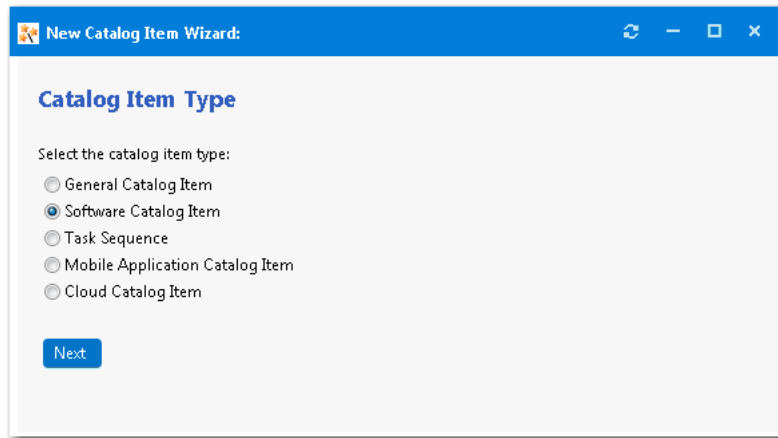 New Catalog Item Wizard:
Catalog Item Type
Select the catalog item type:
General Catalog Item
Software Catalog Item
Task Sequence
Mobile Application Catalog Item
Cloud Catalog Item
Next